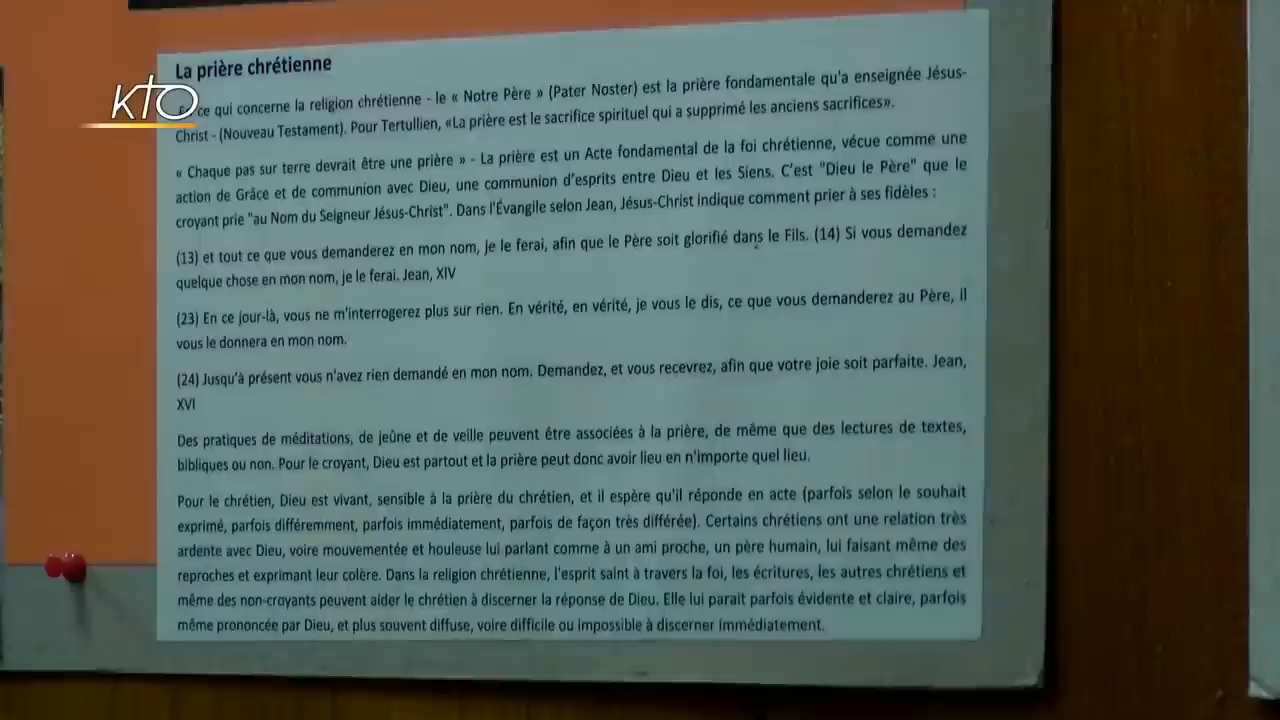 La prière chrétienne
KTO
ce qui concerne la religion chrétienne - le « Notre Père » (Pater Noster) est la prière fondamentale qu'a enseignée Jésus-
Christ - (Nouveau Testament). Pour Tertullien, «La prière est le sacrifice spirituel qui a supprimé les anciens sacrifices».
« Chaque pas sur terre devrait être une prière » - La prière est un Acte fondamental de la foi chrétienne, vécue comme une
action de Grâce et de communion avec Dieu, une communion d'esprits entre Dieu et les Siens. C'est "Dieu le Père" que le
croyant prie "au Nom du Seigneur Jésus-Christ". Dans l'Évangile selon Jean, Jésus-Christ indique comment prier à ses fidèles :
(13) et tout ce que vous demanderez en mon nom, je le ferai, afin que le Père soit glorifié dans le Fils. (14) Si vous demandez
quelque chose en mon nom, je le ferai. Jean, XIV
(23) En ce jour-là, vous ne m'interrogerez plus sur rien. En vérité, en vérité, je vous le dis, ce que vous demanderez au Père, il
vous le donnera en mon nom.
(24) Jusqu'à présent vous n'avez rien demandé en mon nom. Demandez, et vous recevrez, afin que votre joie soit parfaite. Jean,
XVI
Des pratiques de méditations, de jeûne et de veille peuvent être associées à la prière, de même que des lectures de textes,
bibliques ou non. Pour le croyant, Dieu est partout et la prière peut donc avoir lieu en n'importe quel lieu.
Pour le chrétien, Dieu est vivant, sensible à la prière du chrétien, et il espère qu'il réponde en acte (parfois selon le souhait
exprimé, parfois différemment, parfois immédiatement, parfois de façon très différée). Certains chrétiens ont une relation très
ardente avec Dieu, voire mouvementée et houleuse lui parlant comme à un ami proche, un père humain, lui faisant même des
reproches et exprimant leur colère. Dans la religion chrétienne, l'esprit saint à travers la foi, les écritures, les autres chrétiens et
même des non-croyants peuvent aider le chrétien à discerner la réponse de Dieu. Elle lui parait parfois évidente et claire, parfois
même prononcée par Dieu, et plus souvent diffuse, voire difficile ou impossible à discerner immédiatement.